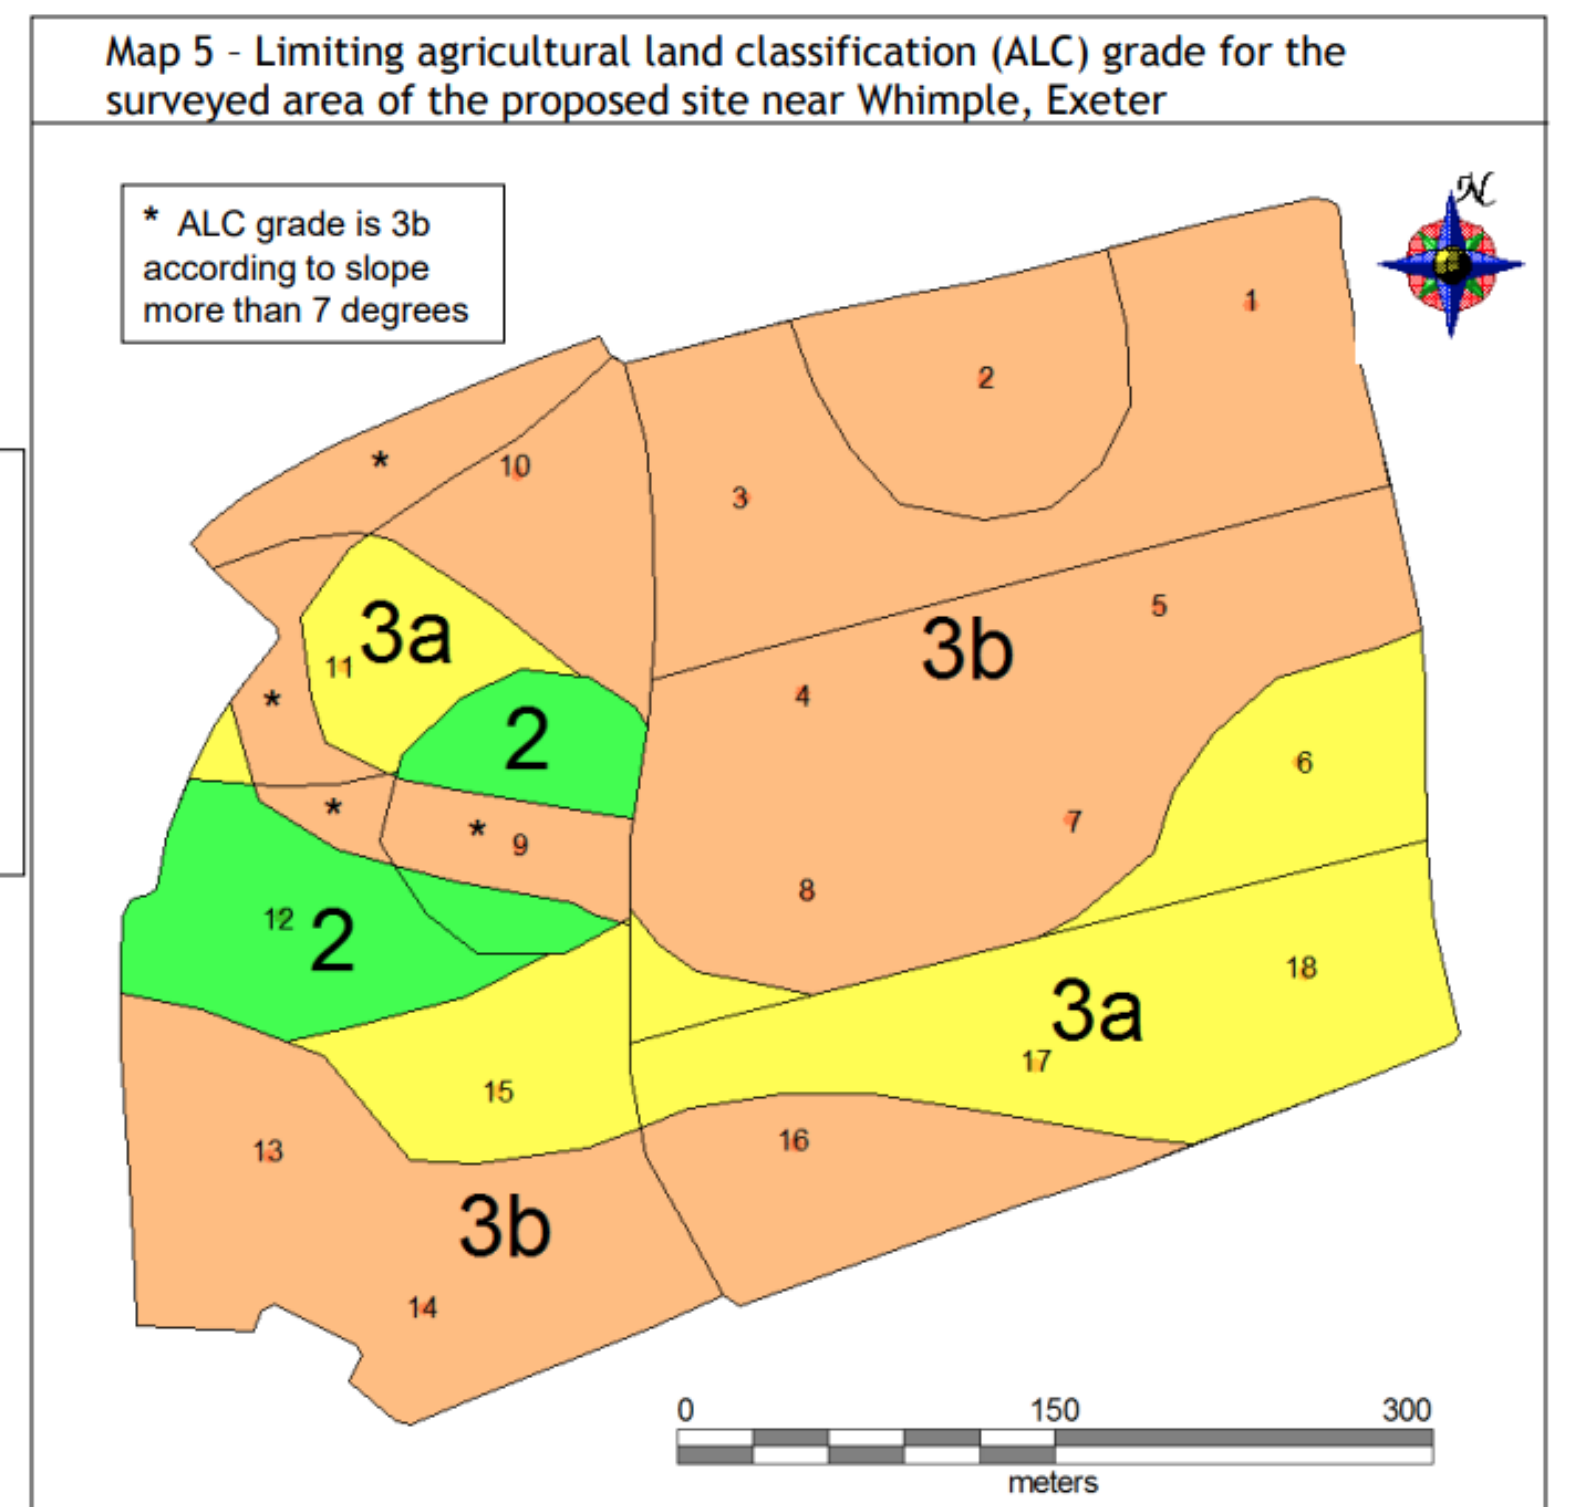 Map 5 – Limiting agricultural land classification (ALC) grade for the
surveyed area of the proposed site near Whimple, Exeter
* ALC grade is 3b
according to slope
more than 7 degrees
N
1
2
*
10
3
5
3a
3b
11
4
*
2
6
*
7
*
9
8
12
2
18
3a
17
15
16
13
3b
14
0 150 300
meters